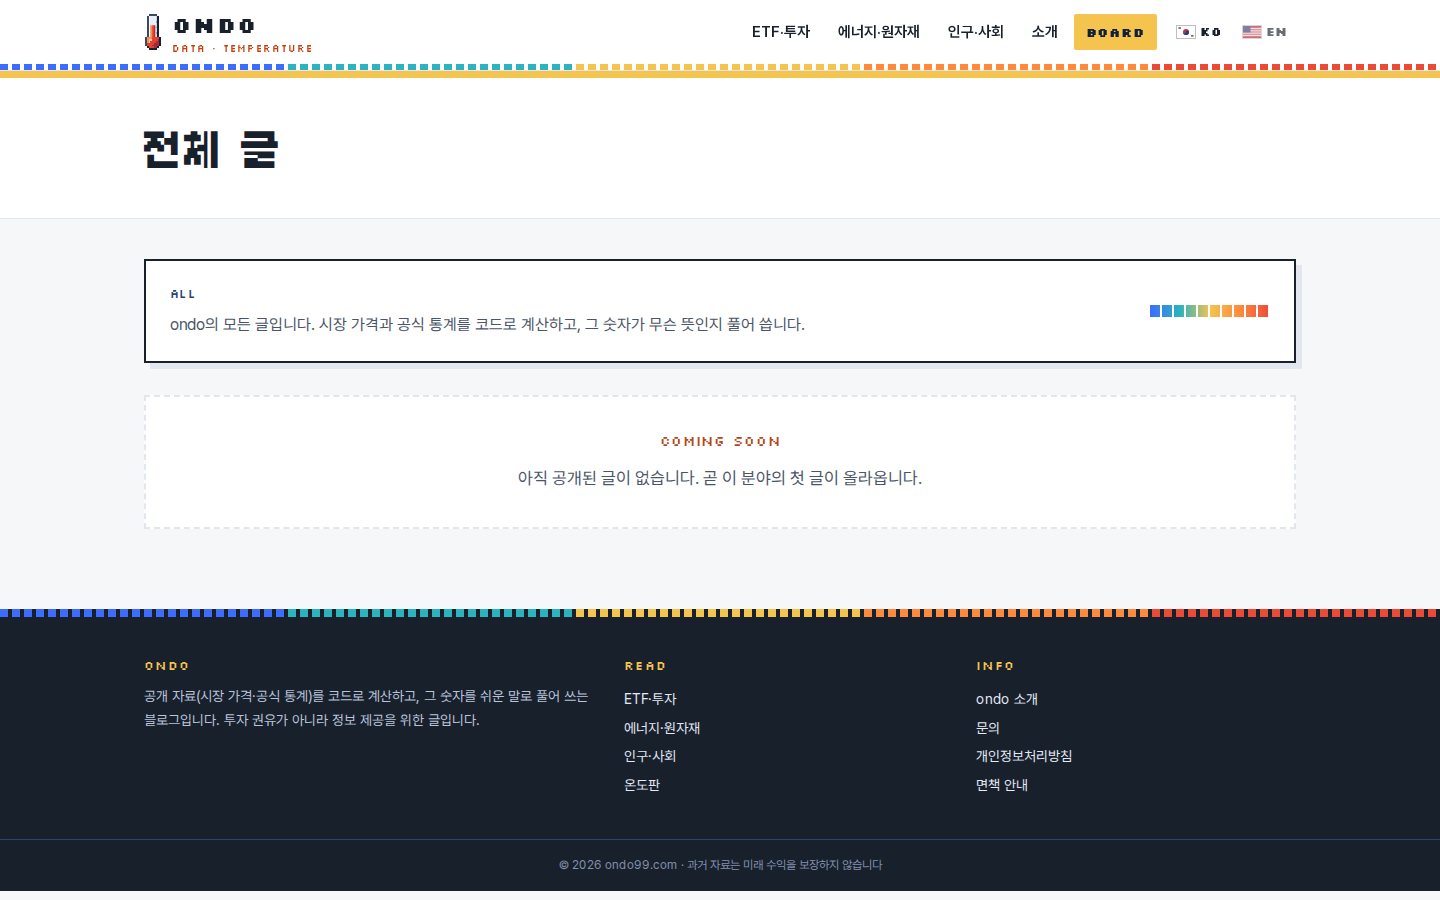 ONDO
DATA · TEMPERATURE
ETF·투자
에너지·원자재
인구·사회
소개
BOARD
KO
EN
전체 글
ALL
ondo의 모든 글입니다. 시장 가격과 공식 통계를 코드로 계산하고, 그 숫자가 무슨 뜻인지 풀어 씁니다.
COMING SOON
아직 공개된 글이 없습니다. 곧 이 분야의 첫 글이 올라옵니다.
ONDO
공개 자료(시장 가격·공식 통계)를 코드로 계산하고, 그 숫자를 쉬운 말로 풀어 쓰는
블로그입니다. 투자 권유가 아니라 정보 제공을 위한 글입니다.
READ
ETF·투자
에너지·원자재
인구·사회
온도판
INFO
ondo 소개
문의
개인정보처리방침
면책 안내
© 2026 ondo99.com · 과거 자료는 미래 수익을 보장하지 않습니다